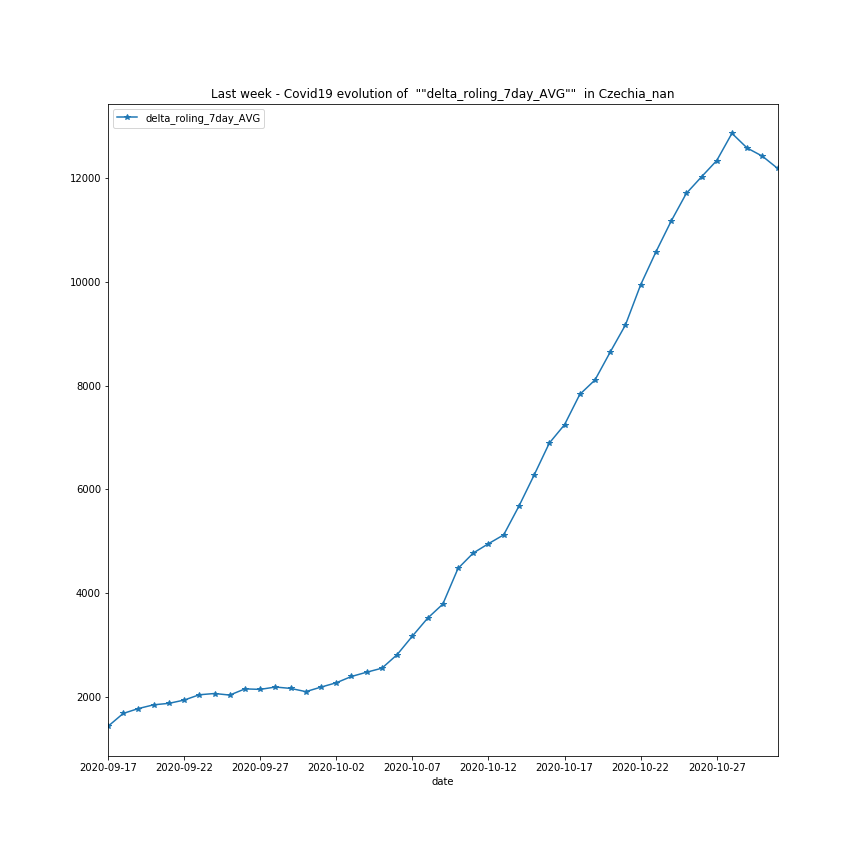 Last week - Covid19 evolution of  ""delta_roling_7day_AVG""  in Czechia_nan
delta_roling_7day_AVG
12000
10000
8000
6000
4000
2000
2020-09-17 2020-09-22 2020-09-27 2020-10-02 2020-10-07 2020-10-12 2020-10-17 2020-10-22 2020-10-27
date